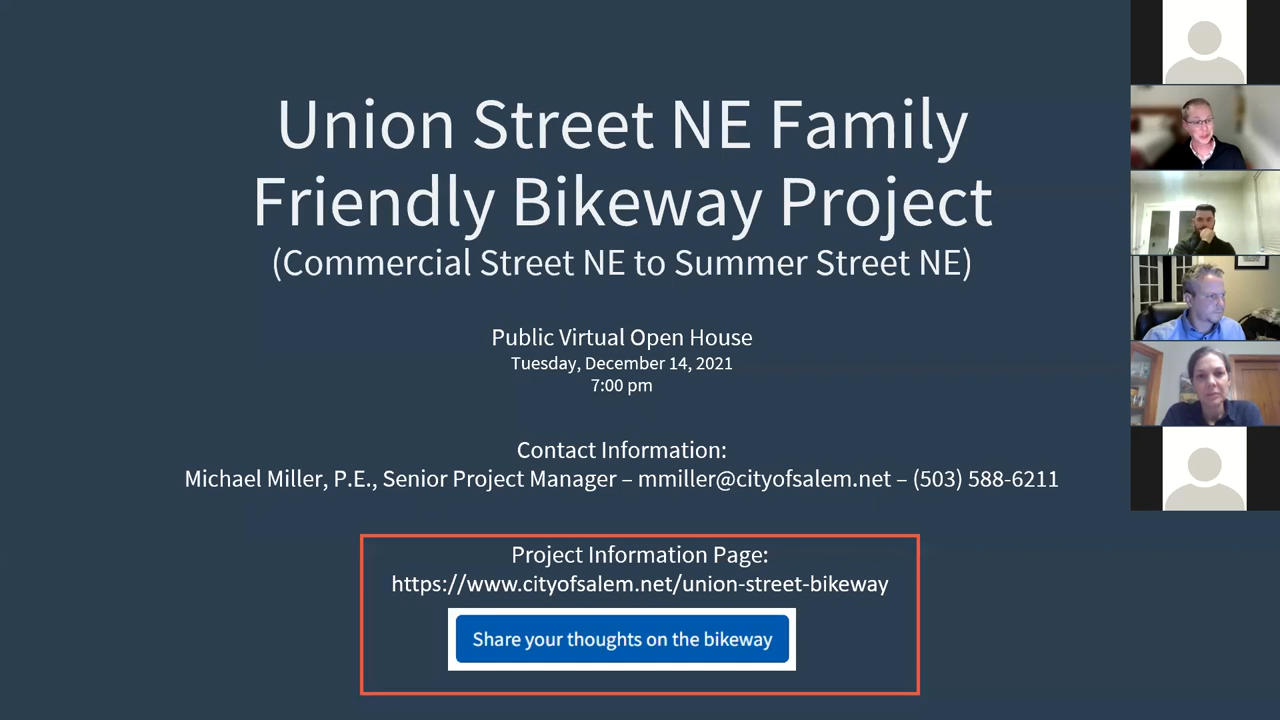 Union Street NE Family
Friendly Bikeway Project
(Commercial Street NE to Summer Street NE)
Public Virtual Open House
Tuesday, December 14, 2021
7:00 pm
Contact Information:
Michael Miller, P.E., Senior Project Manager – mmiller@cityofsalem.net – (503) 588-6211
Project Information Page:
https://www.cityofsalem.net/union-street-bikeway
Share your thoughts on the bikeway